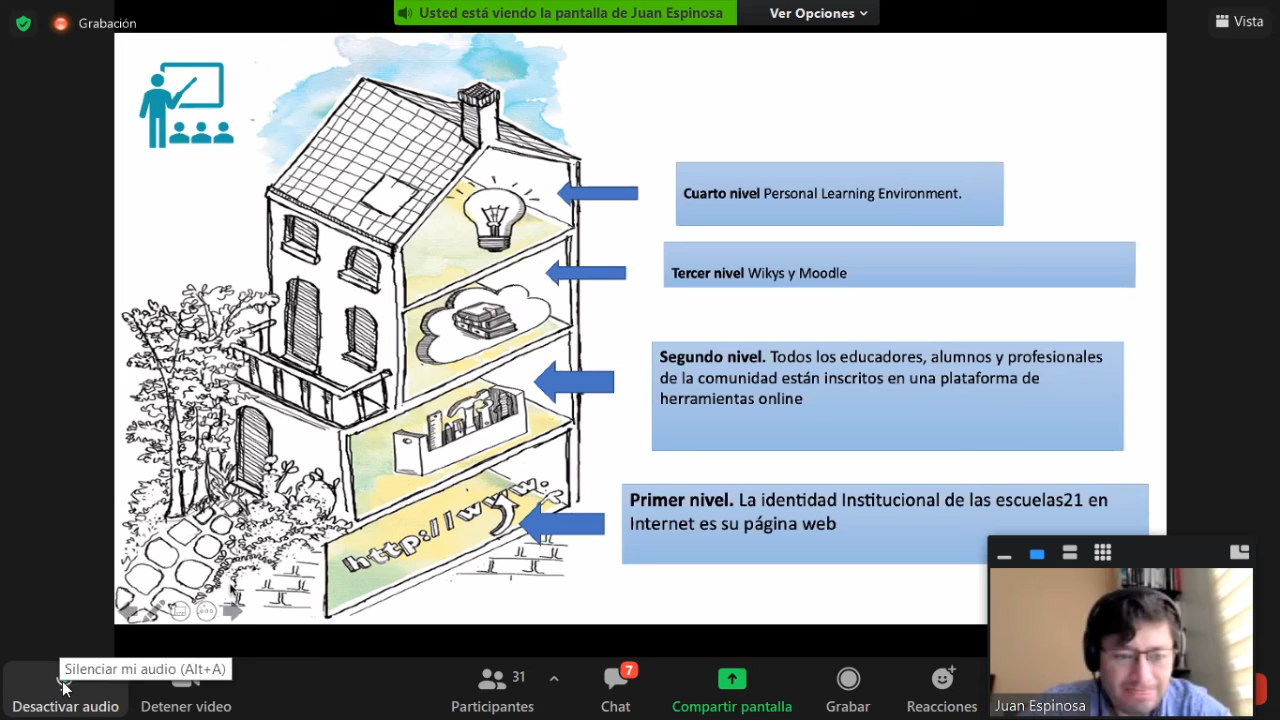 Grabación
Usted está viendo la pantalla de Juan Espinosa
Ver Opciones
Vista
Cuarto nivel Personal Learning Environment.
Tercer nivel Wikys y Moodle
Segundo nivel. Todos los educadores, alumnos y profesionales
de la comunidad están inscritos en una plataforma de
herramientas online
Primer nivel. La identidad Institucional de las escuelas21 en
Internet es su página web
http://www.
Juan Espinosa
Silenciar mi audio (Alt+A)
Desactivar audio
Detener video
31
Participantes
7
Chat
Compartir pantalla
Grabar
Reacciones